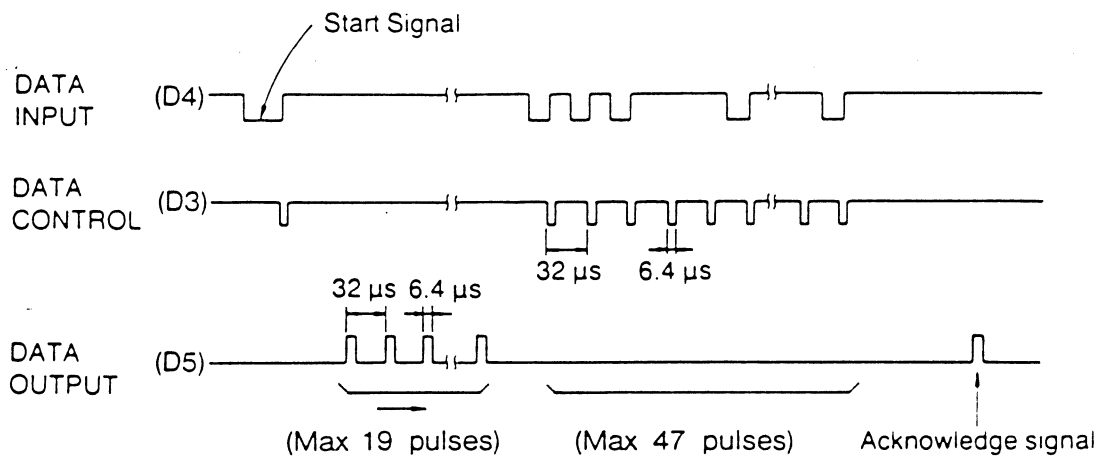 Start Signal
DATA
INPUT
(D4)
DATA
CONTROL
(D3)
32 µs
6.4 µs
32 µs
6.4 µs
DATA
OUTPUT
(D5)
(Max 19 pulses)
(Max 47 pulses)
Acknowledge signal